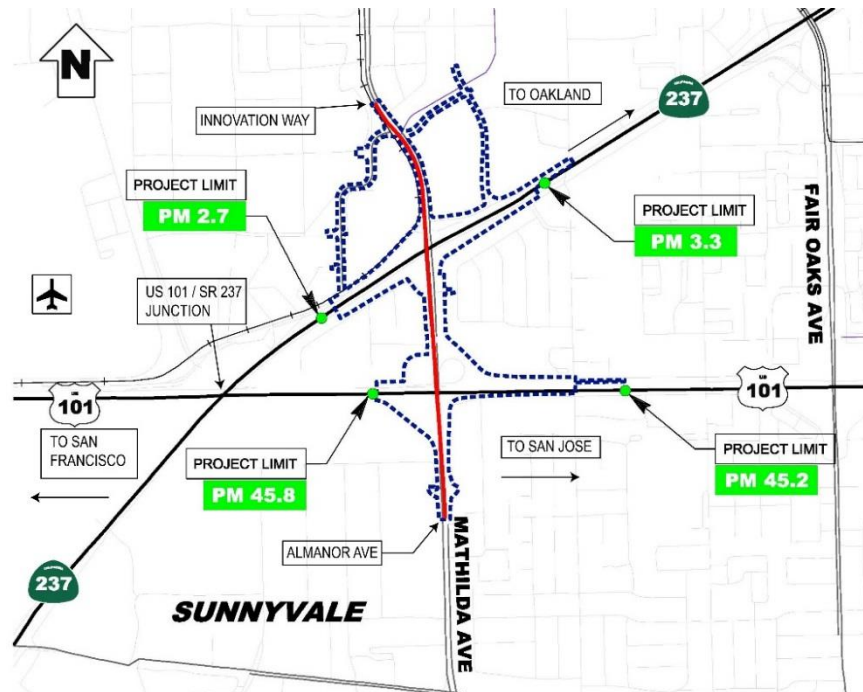 N
INNOVATION WAY
TO OAKLAND
237
PROJECT LIMIT
PM 2.7
PROJECT LIMIT
PM 3.3
FAIR OAKS AVE
US 101 / SR 237
JUNCTION
US
101
US
101
TO SAN
FRANCISCO
PROJECT LIMIT
PM 45.8
TO SAN JOSE
PROJECT LIMIT
PM 45.2
ALMANOR AVE
MATHILDA AVE
237
SUNNYVALE